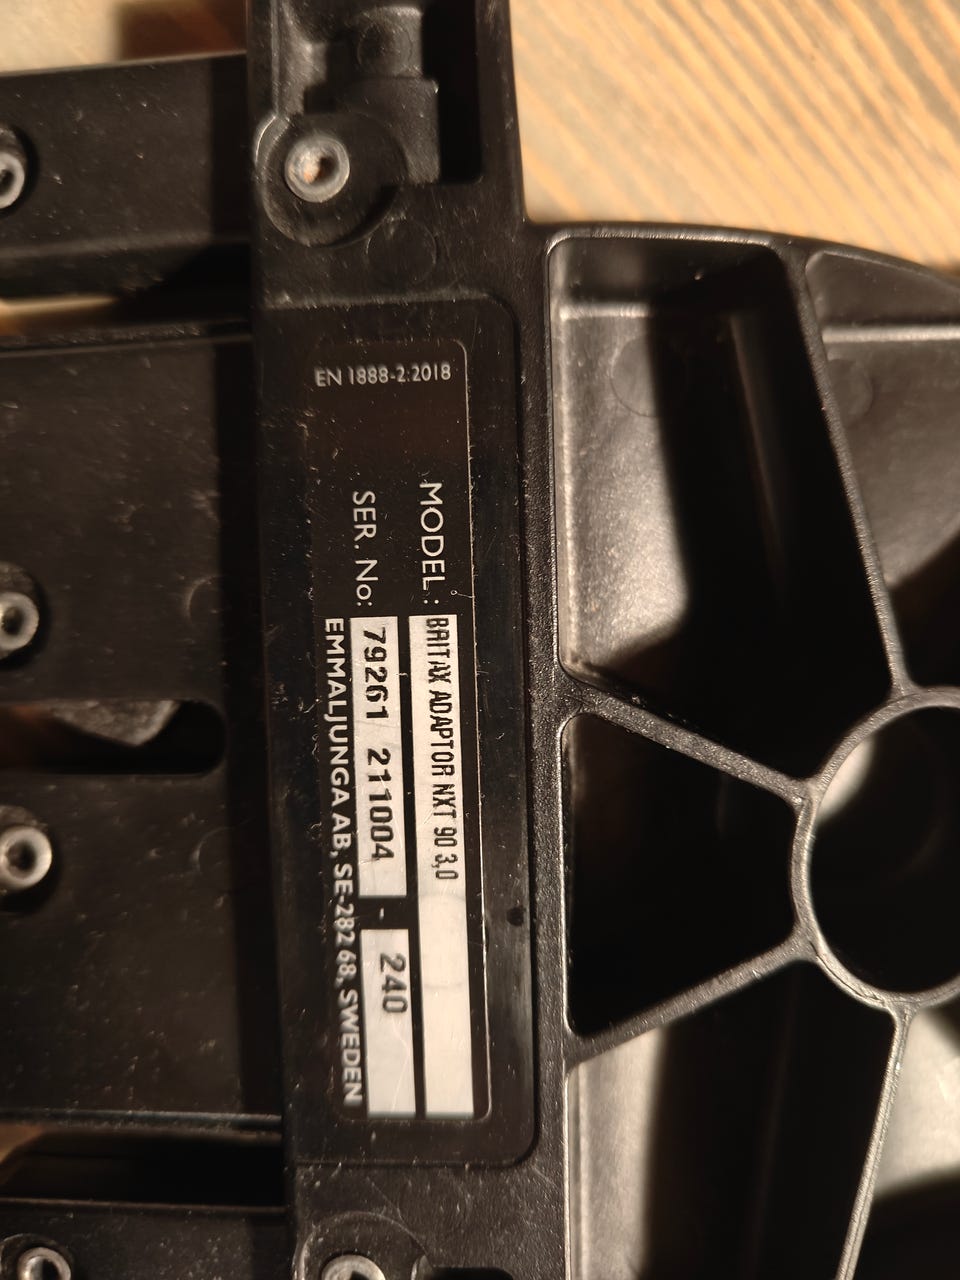 EN 1888-2:2018
MODEL: BRITAX ADAPTOR NXT 90 3,0
SER. No: 79261 211004 - 240
EMMALJUNGA AB, SE-282 68, SWEDEN